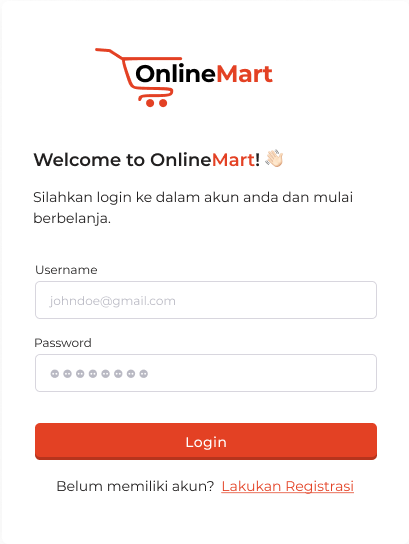 OnlineMart
Welcome to OnlineMart! 👋🏻
Silahkan login ke dalam akun anda dan mulai
berbelanja.
Username
johndoe@gmail.com
Password
Login
Belum memiliki akun? Lakukan Registrasi